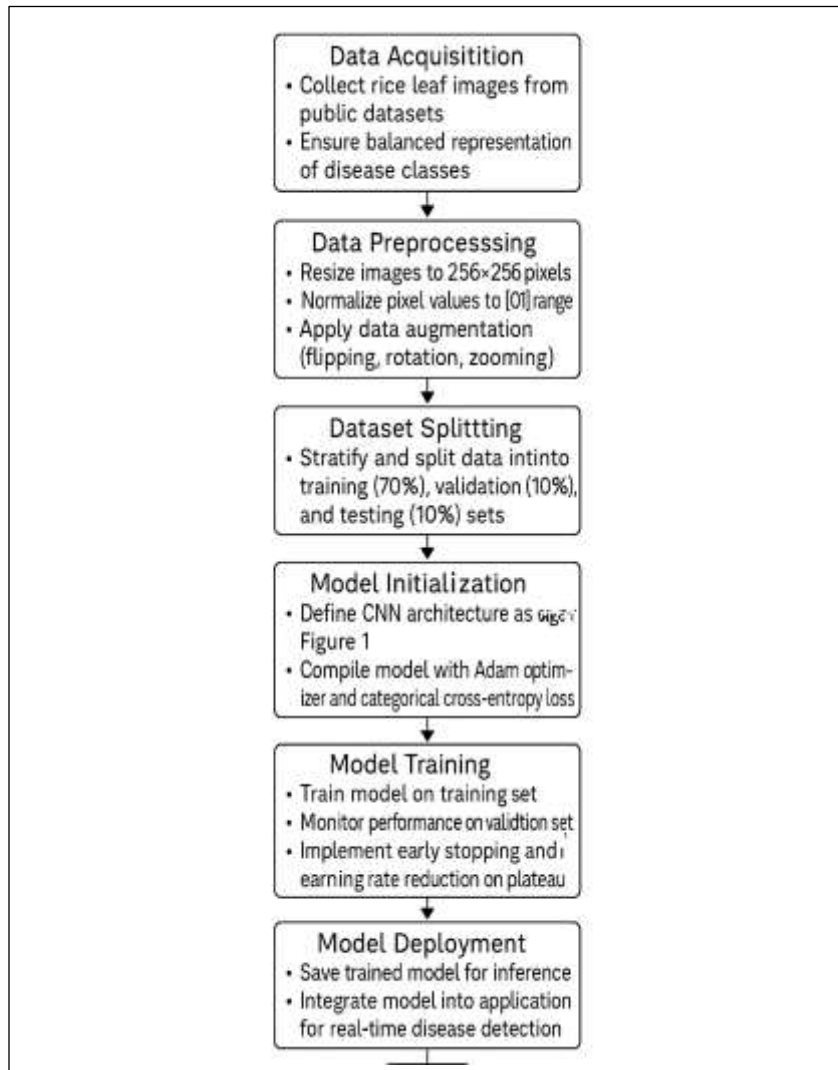 Data Acquisitition
• Collect rice leaf images from
public datasets
• Ensure balanced representation
of disease classes
Data Preprocesssing
• Resize images to 256×256 pixels
• Normalize pixel values to [01] range
• Apply data augmentation
(flipping, rotation, zooming)
Dataset Splittting
• Stratify and split data intinto
training (70%), validation (10%),
and testing (10%) sets
Model Initialization
• Define CNN architecture as
Figure 1
• Compile model with Adam optim-
izer and categorical cross-entropy loss
Model Training
• Train model on training set
• Monitor performance on validtion set
• Implement early stopping and
earning rate reduction on plateau
Model Deployment
• Save trained model for inference
• Integrate model into application
for real-time disease detection